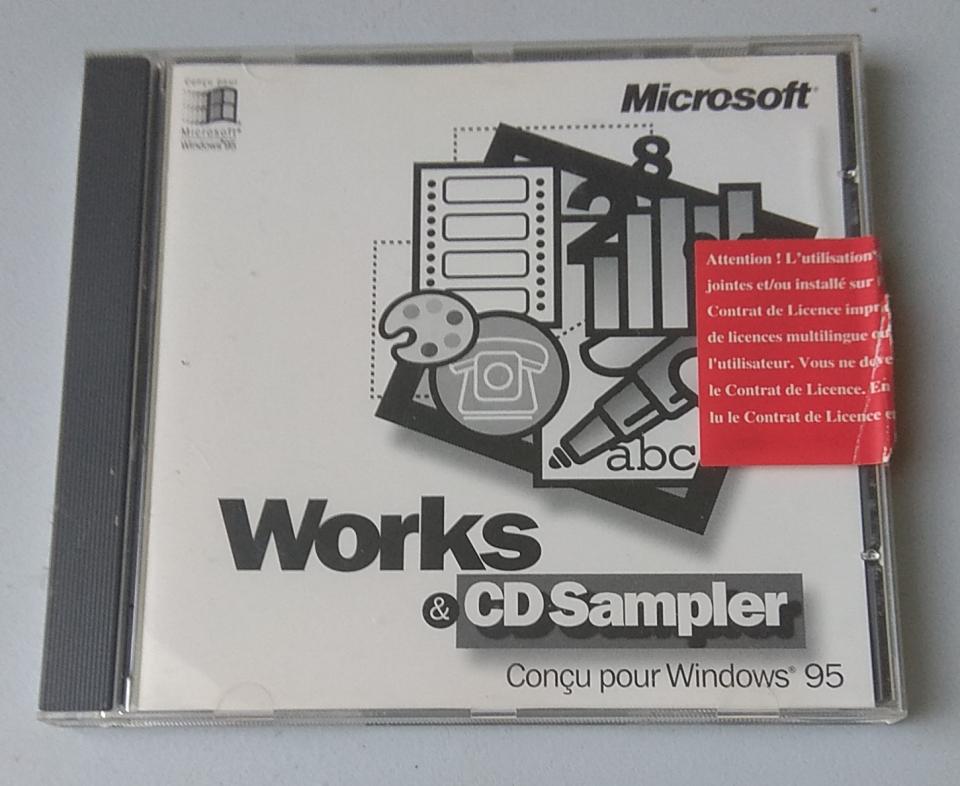 Conçu pour
Microsoft®
Windows®95
Microsoft®
8
2
Attention ! L'utilisation
jointes et/ou installé sur
Contrat de Licence impr
de licences multilingue
l'utilisateur. Vous ne deve
le Contrat de Licence. En
lu le Contrat de Licence e
abc
Works
& CD Sampler
Conçu pour Windows® 95